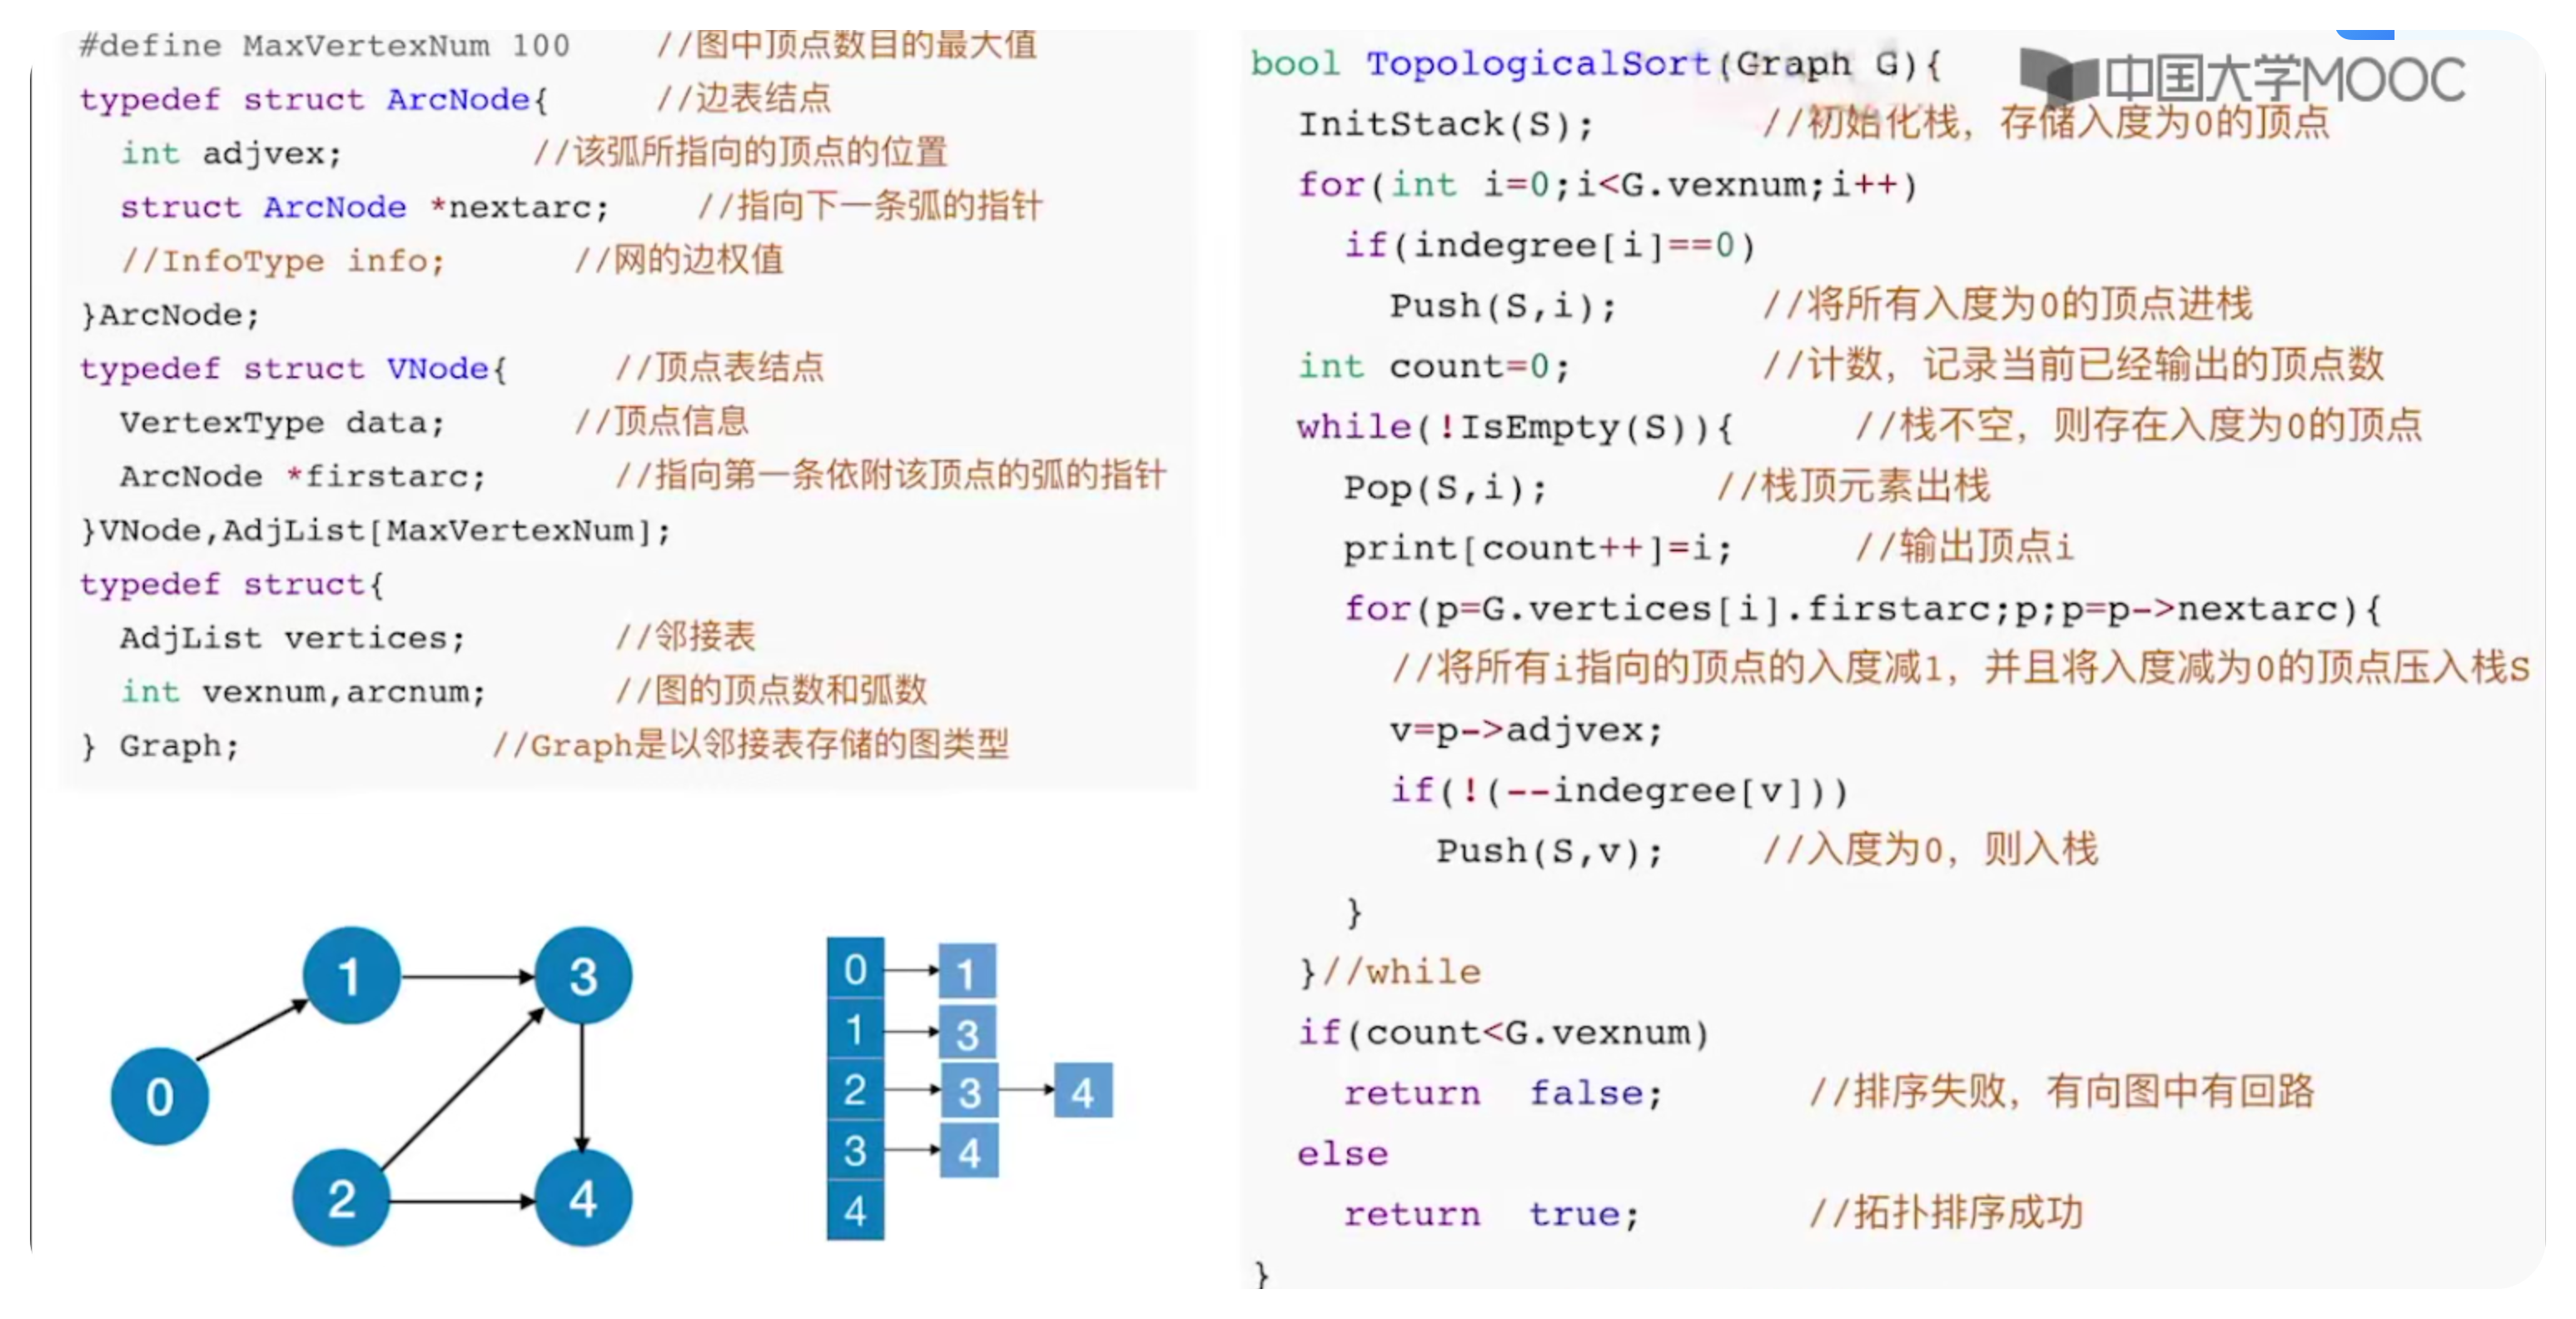 #define MaxVertexNum 100 //图中顶点数目的最大值
typedef struct ArcNode{ //边表结点
int adjvex; //该弧所指向的顶点的位置
struct ArcNode *nextarc; //指向下一条弧的指针
//InfoType info; //网的边权值
}ArcNode;
typedef struct VNode{ //顶点表结点
VertexType data; //顶点信息
ArcNode *firstarc; //指向第一条依附该顶点的弧的指针
}VNode,AdjList[MaxVertexNum];
typedef struct{
AdjList vertices; //邻接表
int vexnum,arcnum; //图的顶点数和弧数
} Graph; //Graph是以邻接表存储的图类型
1 3
0
2 4
0 1
1 3
2 3 4
3 4
4
中国大学MOOC
bool TopologicalSort(Graph G){
InitStack(S); //初始化栈，存储入度为0的顶点
for(int i=0;i<G.vexnum;i++)
if(indegree[i]==0)
Push(S,i); //将所有入度为0的顶点进栈
int count=0; //计数，记录当前已经输出的顶点数
while(!IsEmpty(S)){ //栈不空，则存在入度为0的顶点
Pop(S,i); //栈顶元素出栈
print[count++]=i; //输出顶点i
for(p=G.vertices[i].firstarc;p;p=p->nextarc){
//将所有i指向的顶点的入度减1，并且将入度减为0的顶点压入栈S
v=p->adjvex;
if(!(--indegree[v]))
Push(S,v); //入度为0，则入栈
}
}//while
if(count<G.vexnum)
return false; //排序失败，有向图中有回路
else
return true; //拓扑排序成功
}